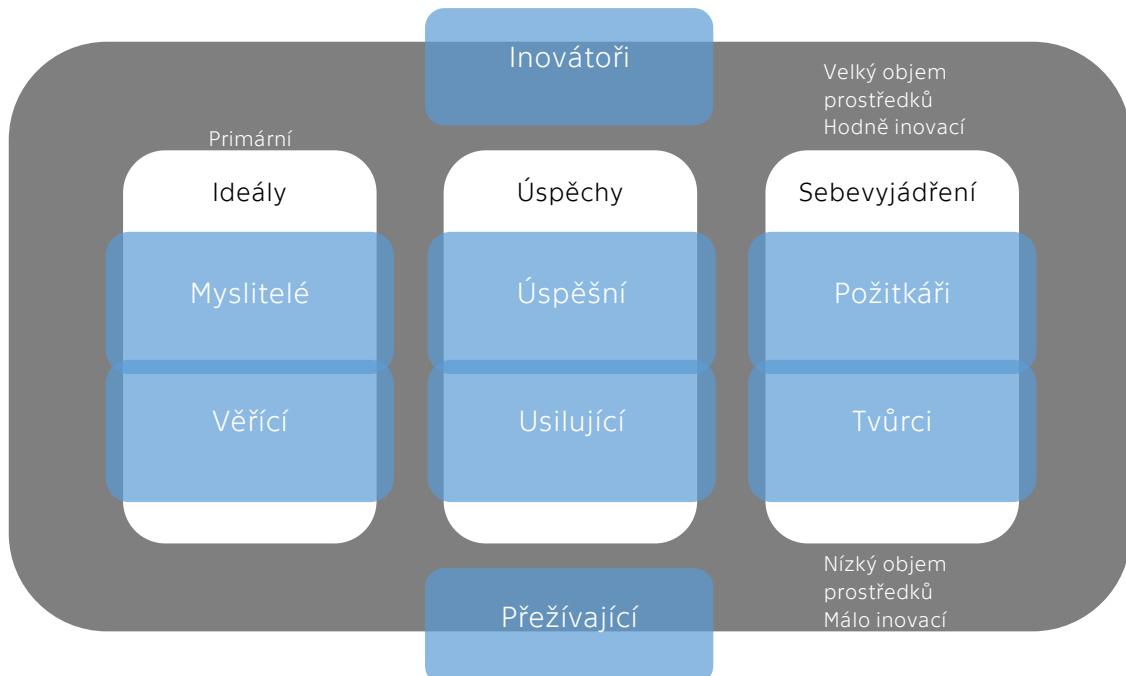 Inovátoři
Velký objem
prostředků
Hodně inovací
Primární
Ideály
Úspěchy
Sebevyjádření
Myslitelé
Úspěšní
Požitkáři
Věřící
Usilující
Tvůrci
Nízký objem
prostředků
Málo inovací
Přežívající